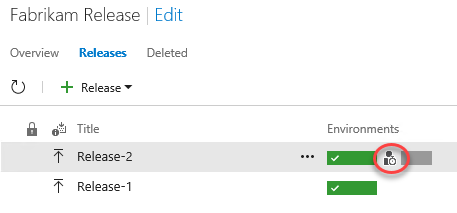 Fabrikam Release | Edit
Overview Releases Deleted
+ Release
Title Environments
Release-2 ...
Release-1